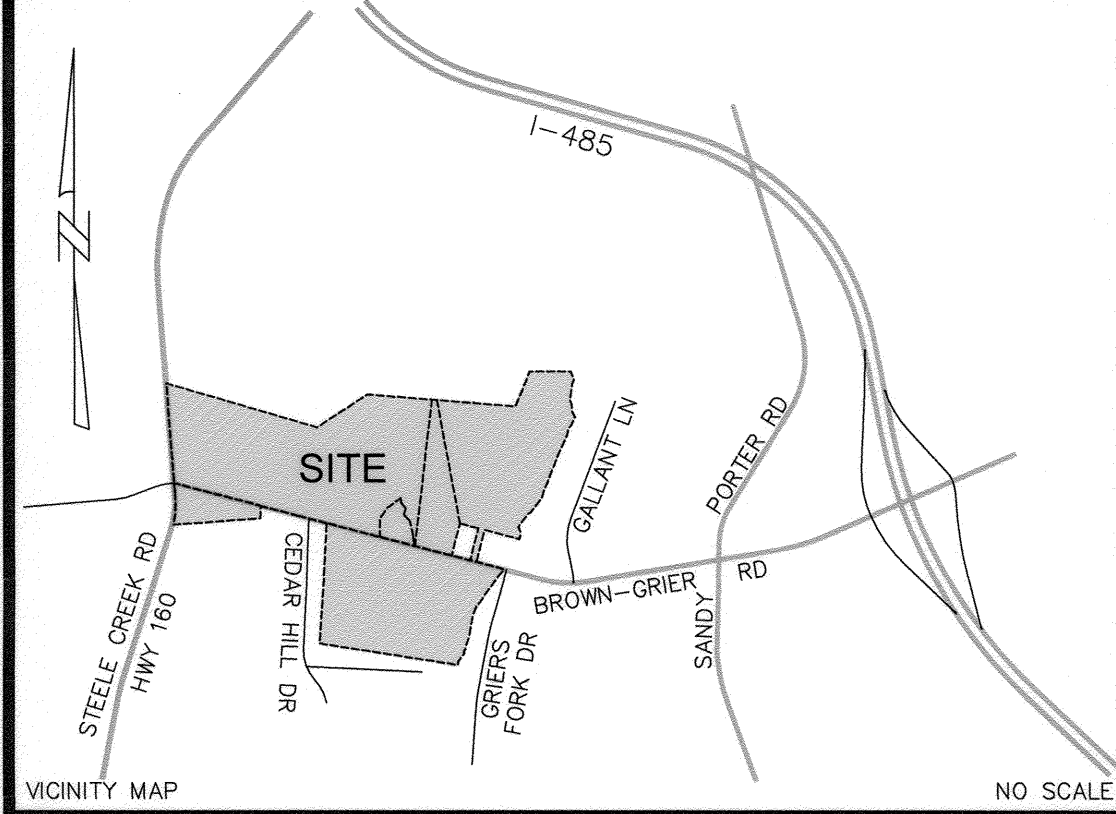 I-485
N
SITE
GALLANT LN
PORTER RD
SANDY
BROWN-GRIER RD
STEELE CREEK RD
HWY 160
CEDAR HILL DR
GRIERS
FORK DR
VICINITY MAP
NO SCALE